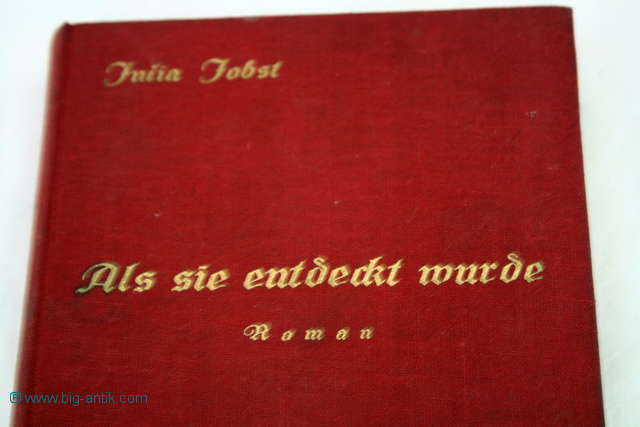 Julia Jobst
Als sie entdeckt wurde
Roman
© www.big-antik.com